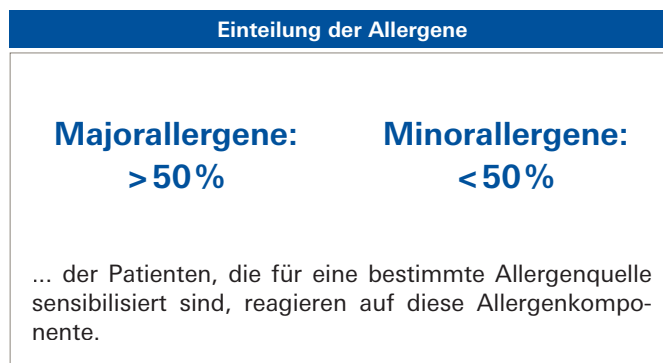 Einteilung der Allergene
Majorallergene: Minorallergene:
>50% <50%
... der Patienten, die für eine bestimmte Allergenquelle
sensibilisiert sind, reagieren auf diese Allergenkompo-
nente.